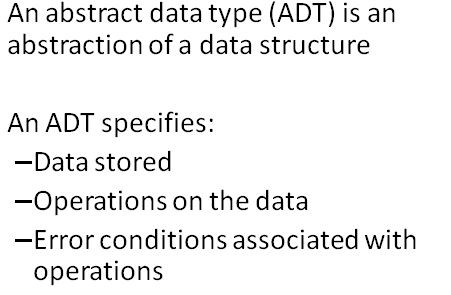 An abstract data type (ADT) is an
abstraction of a data structure
An ADT specifies:
–Data stored
–Operations on the data
–Error conditions associated with
operations